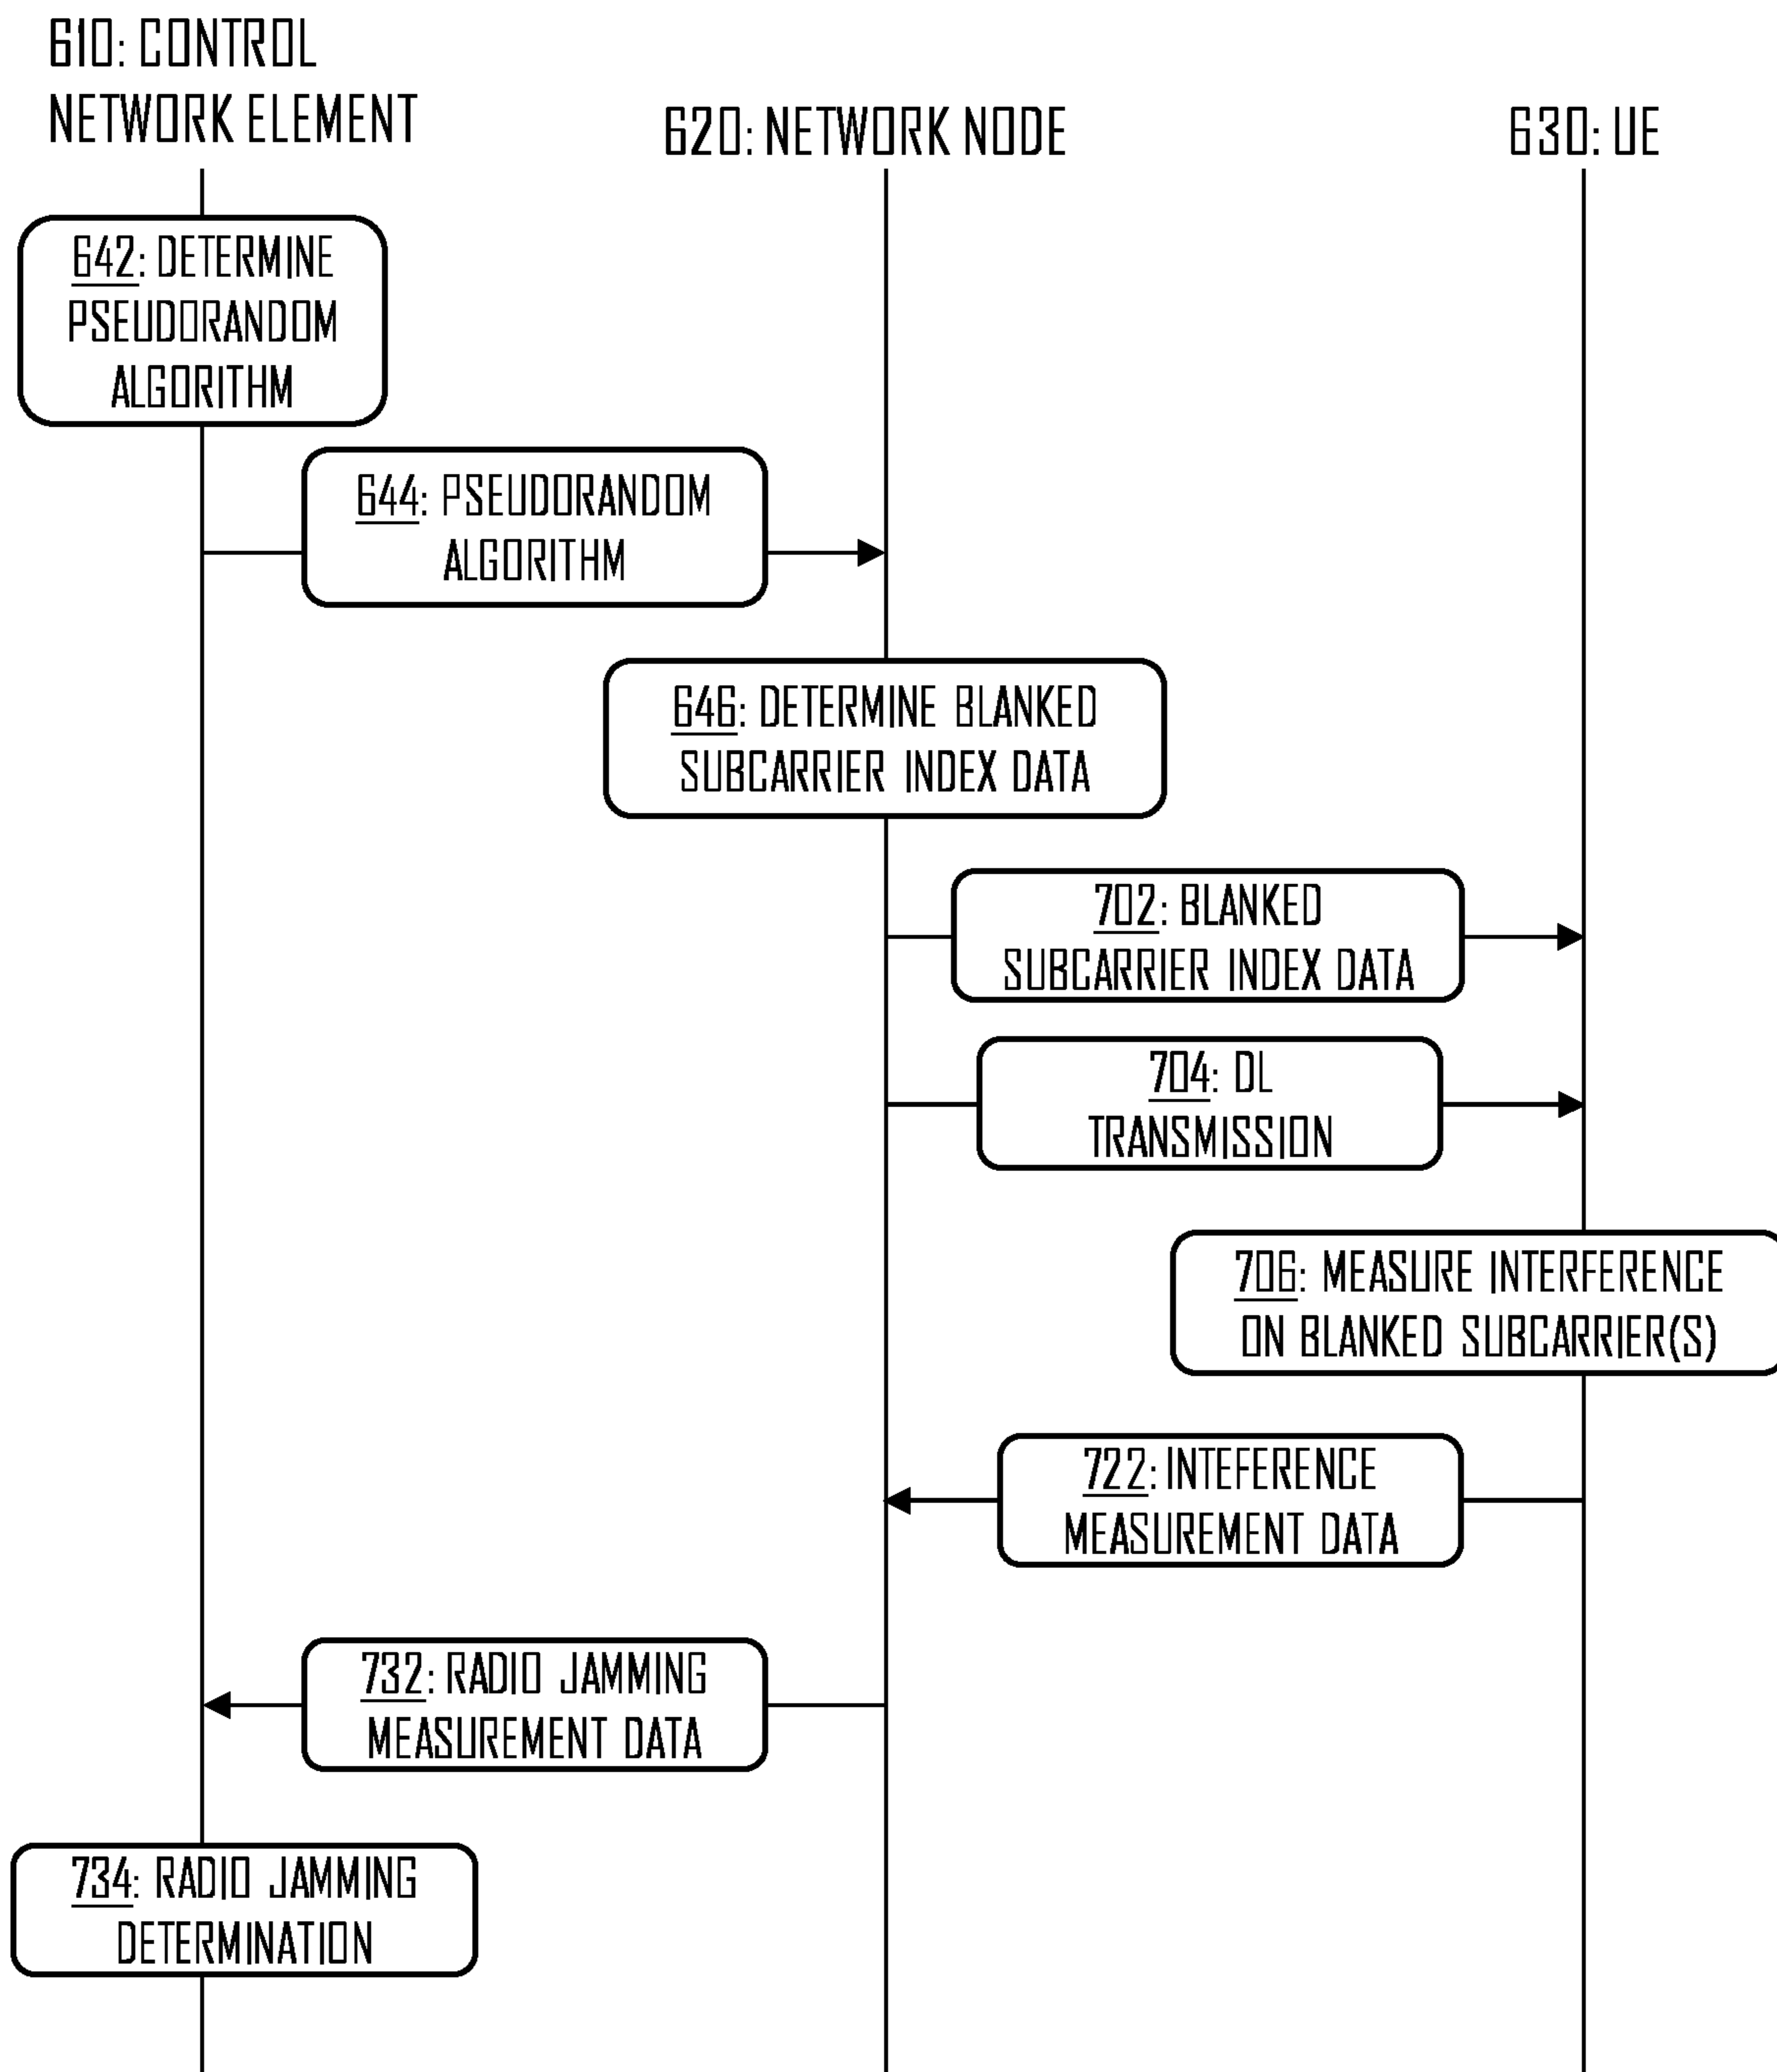 610: CONTROL
NETWORK ELEMENT
620: NETWORK NODE
630: UE
642: DETERMINE
PSEUDORANDOM
ALGORITHM
644: PSEUDORANDOM
ALGORITHM
646: DETERMINE BLANKED
SUBCARRIER INDEX DATA
702: BLANKED
SUBCARRIER INDEX DATA
704: DL
TRANSMISSION
706: MEASURE INTERFERENCE
ON BLANKED SUBCARRIER(S)
722: INTEFERENCE
MEASUREMENT DATA
732: RADIO JAMMING
MEASUREMENT DATA
734: RADIO JAMMING
DETERMINATION